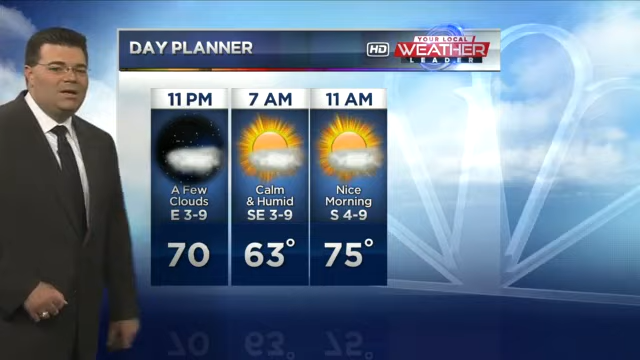 DAY PLANNER
HD
YOUR LOCAL
WEATHER
LEADER
11 PM
7 AM
11 AM
A Few
Clouds
E 3-9
Calm
& Humid
SE 3-9
Nice
Morning
S 4-9
70
63°
75°